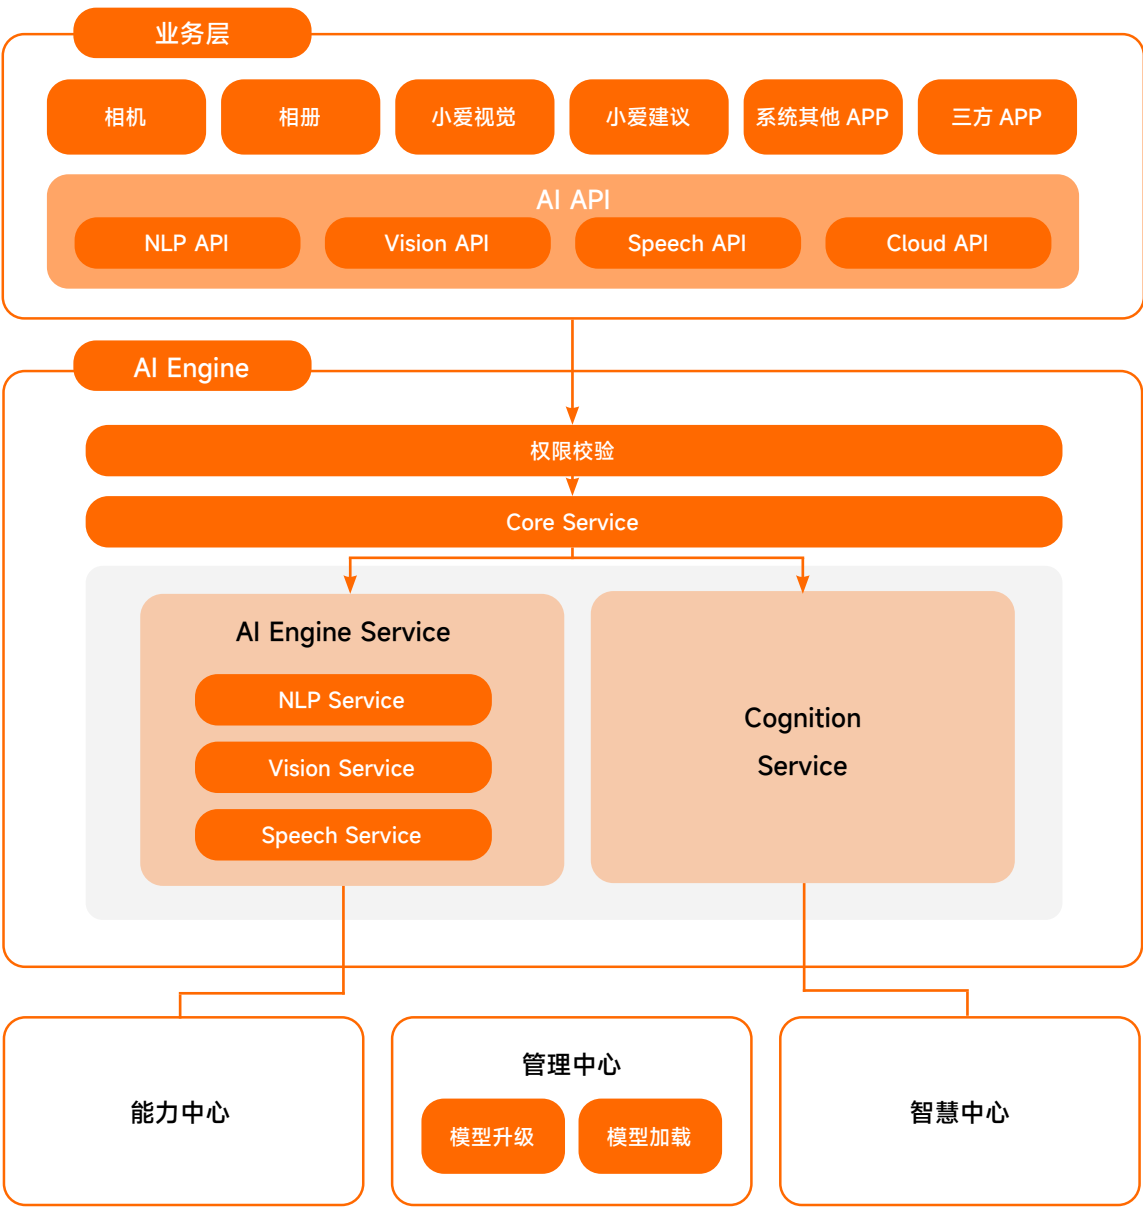 业务层
相机
相册
小爱视觉
小爱建议
系统其他 APP
三方 APP
AI API
NLP API
Vision API
Speech API
Cloud API
AI Engine
权限校验
Core Service
AI Engine Service
NLP Service
Vision Service
Speech Service
Cognition
Service
能力中心
管理中心
模型升级
模型加载
智慧中心